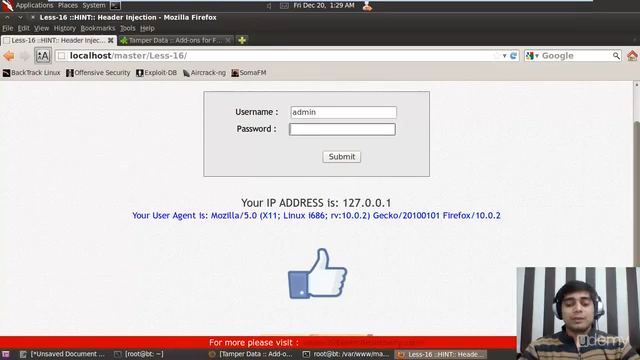 Applications Places System
Fri Dec 20, 1:29 AM
Less-16 ::HINT: Header Injection - Mozilla Firefox
File Edit View History Bookmarks Tools Help
Less-16 ::HINT: Header Injec...
Tamper Data :: Add-ons for F...
localhost/master/Less-16/
Google
BackTrack Linux Offensive Security Exploit-DB Aircrack-ng SomaFM
Username : admin
Password :
Submit
Your IP ADDRESS is: 127.0.0.1
Your User Agent is: Mozilla/5.0 (X11; Linux i686; rv:10.0.2) Gecko/20100101 Firefox/10.0.2
For more please visit :
udemy
[*Unsaved Document ... [root@bt: ~] [Tamper Data :: Add-o... root@bt: /var/www/ma... Less-16 ::HINT: Heade...